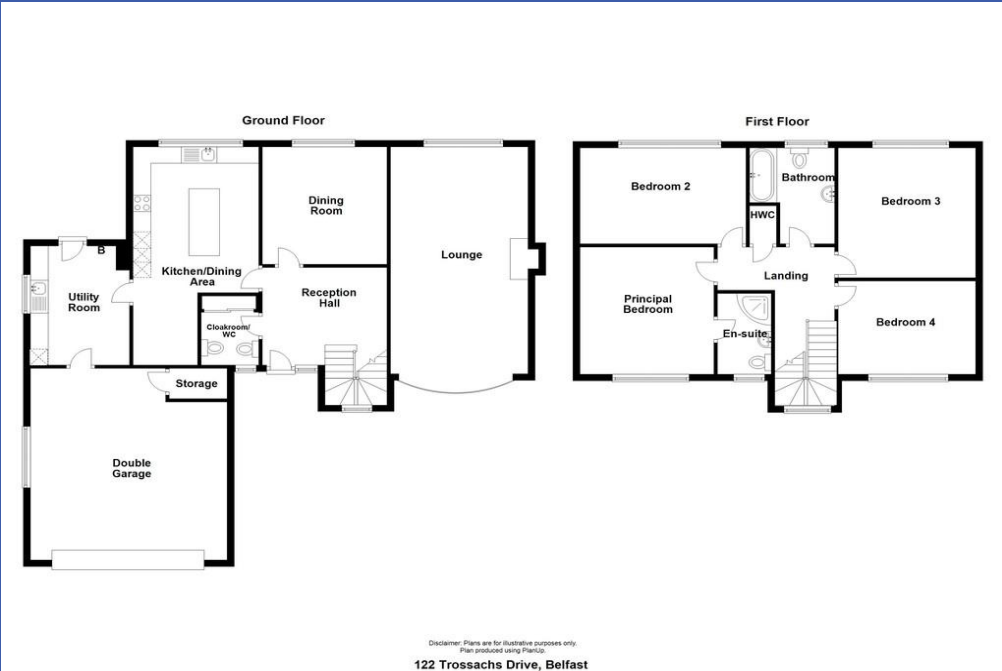 Ground Floor
First Floor
Dining
Room
Lounge
Kitchen/Dining
Area
Reception
Hall
B
Utility
Room
Cloakroom/
WC
Storage
Double
Garage
Bedroom 2
Bathroom
HWC
Bedroom 3
Landing
Principal
Bedroom
En-suite
Bedroom 4
Disclaimer: Plans are for illustrative purposes only.
Plan produced using PlanUp.
122 Trossachs Drive, Belfast